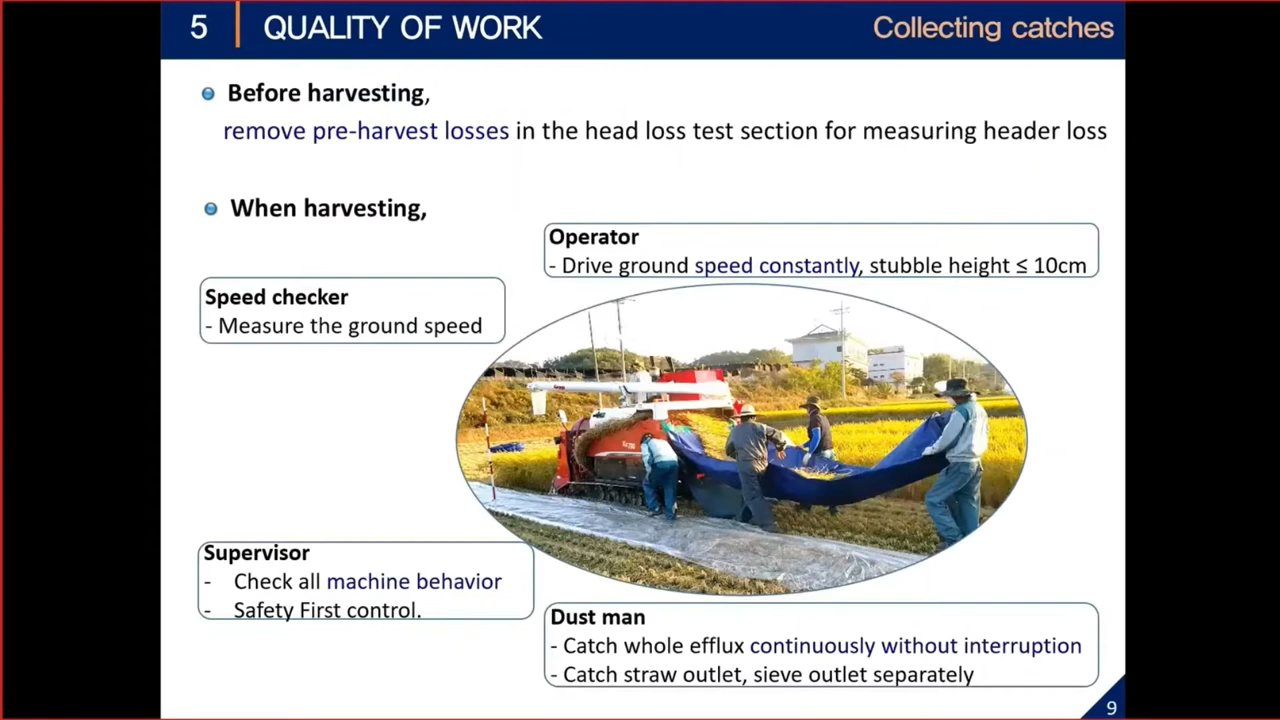 5 QUALITY OF WORK Collecting catches
Before harvesting,
remove pre-harvest losses in the head loss test section for measuring header loss
When harvesting,
Operator
- Drive ground speed constantly, stubble height ≤ 10cm
Speed checker
- Measure the ground speed
Supervisor
- Check all machine behavior
- Safety First control.
Dust man
- Catch whole efflux continuously without interruption
- Catch straw outlet, sieve outlet separately
9